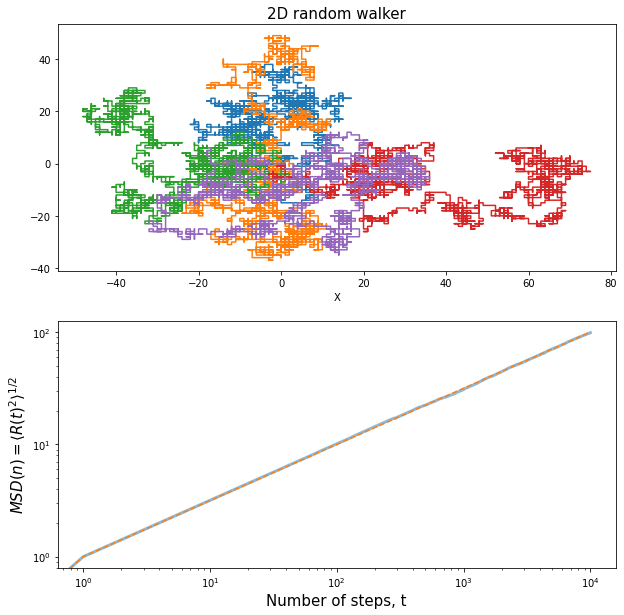 2D random walker
40
20
0
−20
−40
−40 −20 0 20 40 60 80
X
10²
10¹
10⁰
MSD(n) = ⟨R(t)²⟩^{1/2}
10⁰ 10¹ 10² 10³ 10⁴
Number of steps, t